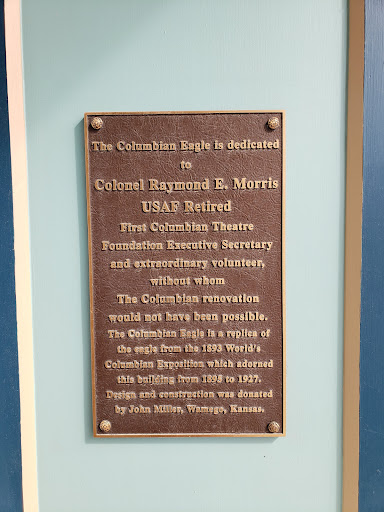 The Columbian Eagle is dedicated
to
Colonel Raymond E. Morris
USAF Retired
First Columbian Theatre
Foundation Executive Secretary
and extraordinary volunteer,
without whom
The Columbian renovation
would not have been possible.
The Columbian Eagle is a replica of
the eagle from the 1893 World's
Columbian Exposition which adorned
this building from 1895 to 1927.
Design and construction was donated
by John Miller, Wamego, Kansas.